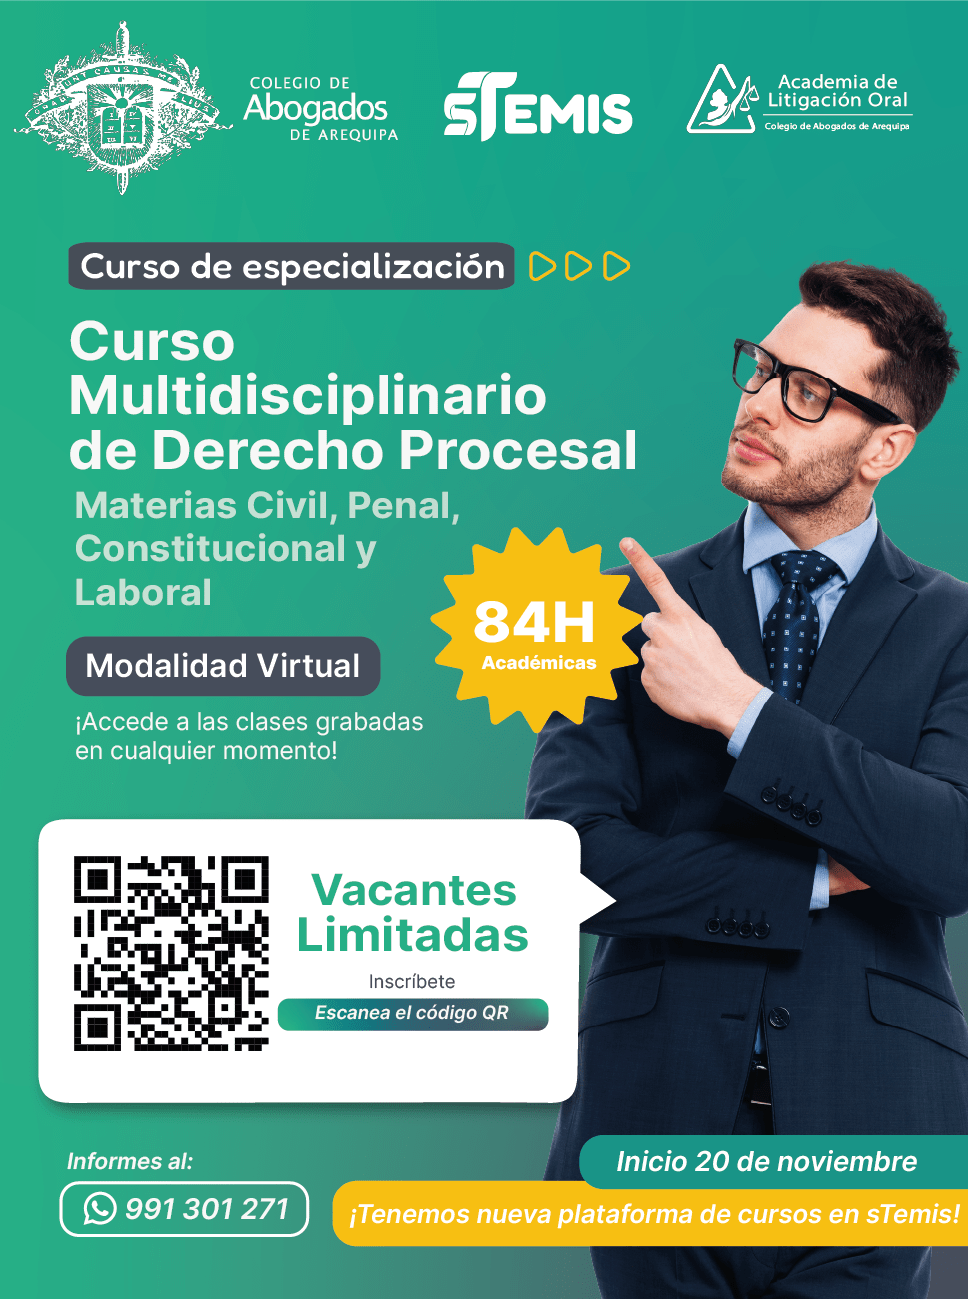 ORABUNT CAUSAS MELIUS
COLEGIO DE
Abogados
DE AREQUIPA
sTEMIS
Academia de
Litigación Oral
Colegio de Abogados de Arequipa
Curso de especialización
Curso
Multidisciplinario
de Derecho Procesal
Materias Civil, Penal,
Constitucional y
Laboral
84H
Académicas
Modalidad Virtual
¡Accede a las clases grabadas
en cualquier momento!
Vacantes
Limitadas
Inscríbete
Escanea el código QR
Informes al:
991 301 271
Inicio 20 de noviembre
¡Tenemos nueva plataforma de cursos en sTemis!